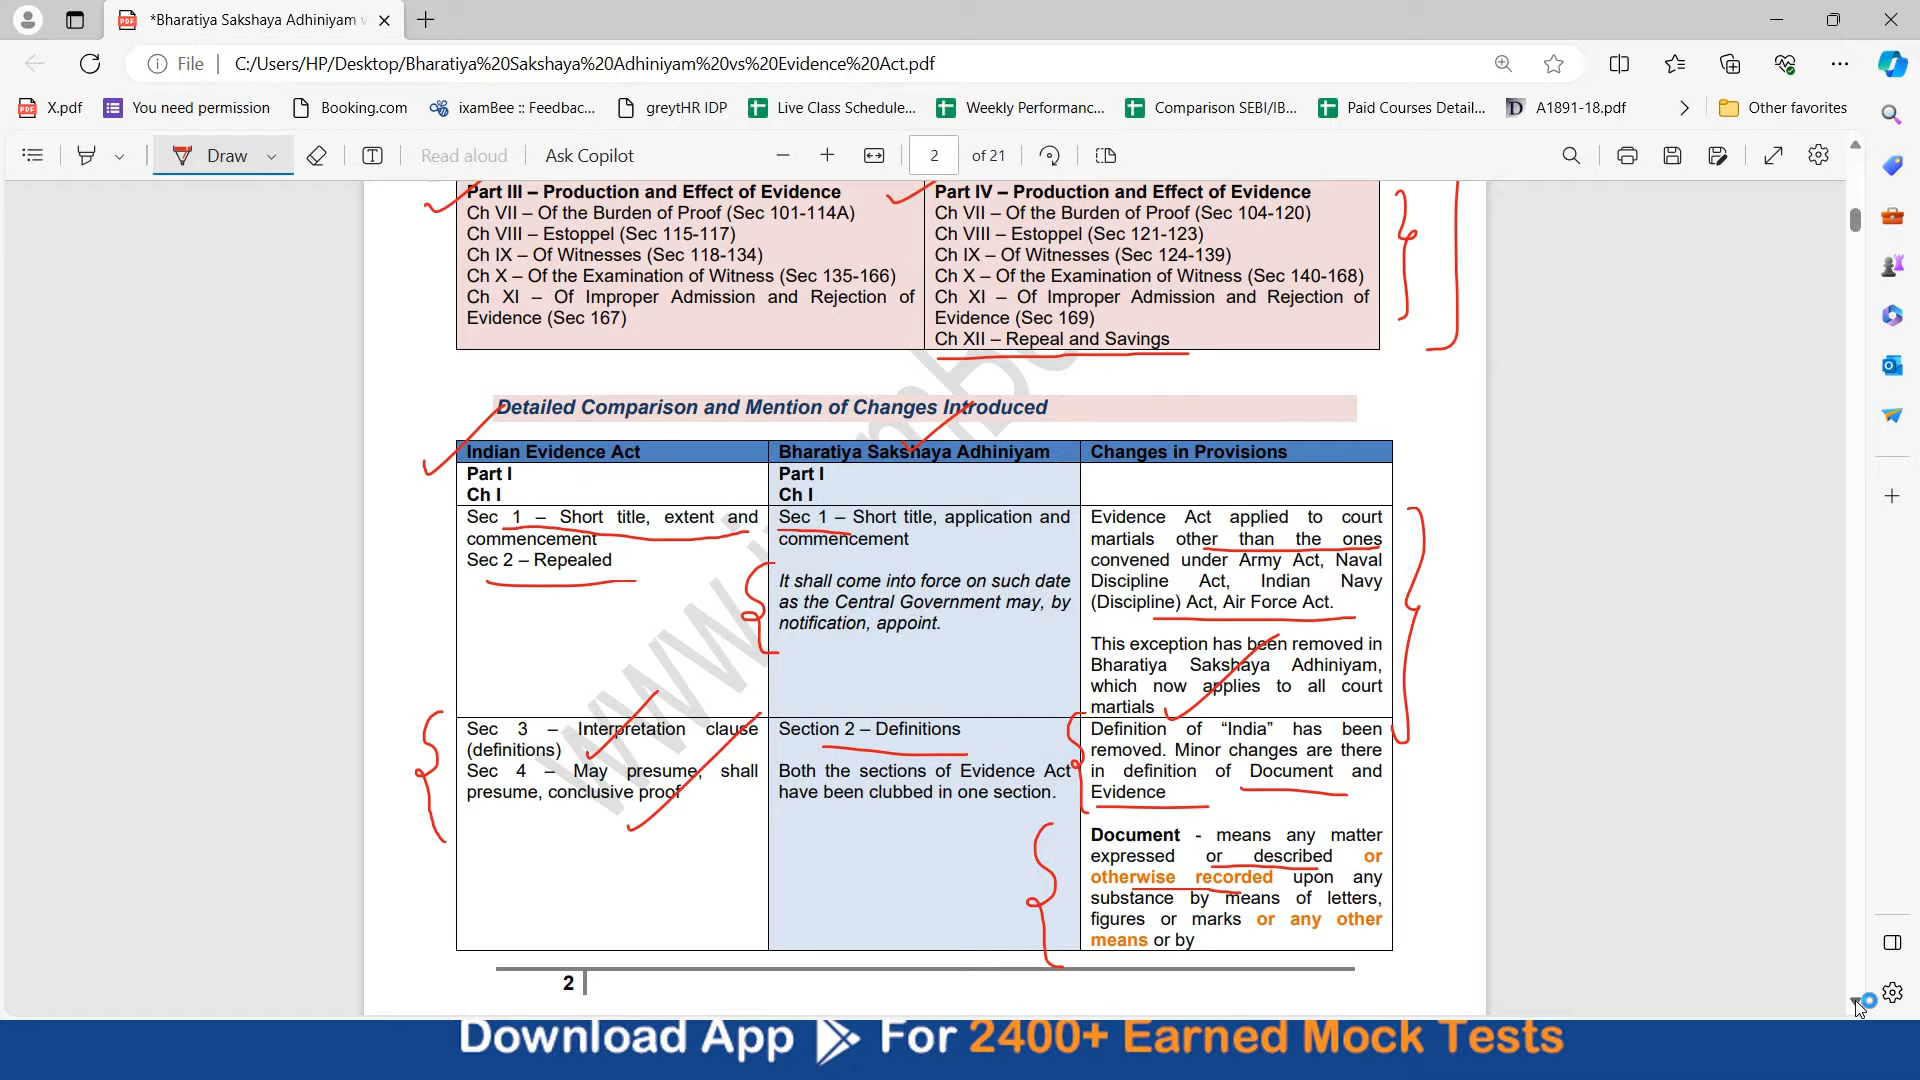 *Bharatiya Sakshaya Adhiniyam v
File
C:/Users/HP/Desktop/Bharatiya%20Sakshaya%20Adhiniyam%20vs%20Evidence%20Act.pdf
X.pdf
You need permission
Booking.com
ixamBee :: Feedbac...
greytHR IDP
Live Class Schedule...
Weekly Performanc...
Comparison SEBI/IB...
Paid Courses Detail...
A1891-18.pdf
Other favorites
Draw
Read aloud
Ask Copilot
2
of 21
Part III – Production and Effect of Evidence
Ch VII – Of the Burden of Proof (Sec 101-114A)
Ch VIII – Estoppel (Sec 115-117)
Ch IX – Of Witnesses (Sec 118-134)
Ch X – Of the Examination of Witness (Sec 135-166)
Ch XI – Of Improper Admission and Rejection of
Evidence (Sec 167)
Part IV – Production and Effect of Evidence
Ch VII – Of the Burden of Proof (Sec 104-120)
Ch VIII – Estoppel (Sec 121-123)
Ch IX – Of Witnesses (Sec 124-139)
Ch X – Of the Examination of Witness (Sec 140-168)
Ch XI – Of Improper Admission and Rejection of
Evidence (Sec 169)
Ch XII – Repeal and Savings
Detailed Comparison and Mention of Changes Introduced
Indian Evidence Act
Bharatiya Sakshaya Adhiniyam
Changes in Provisions
Part I
Ch I
Part I
Ch I
Sec 1 – Short title, extent and
commencement
Sec 2 – Repealed
Sec 1 – Short title, application and
commencement
It shall come into force on such date
as the Central Government may, by
notification, appoint.
Evidence Act applied to court
martials other than the ones
convened under Army Act, Naval
Discipline Act, Indian Navy
(Discipline) Act, Air Force Act.
This exception has been removed in
Bharatiya Sakshaya Adhiniyam,
which now applies to all court
martials
Sec 3 – Interpretation clause
(definitions)
Sec 4 – May presume, shall
presume, conclusive proof
Section 2 – Definitions
Both the sections of Evidence Act
have been clubbed in one section.
Definition of “India” has been
removed. Minor changes are there
in definition of Document and
Evidence
Document - means any matter
expressed or described or
otherwise recorded upon any
substance by means of letters,
figures or marks or any other
means or by
2
Download App For 2400+ Earned Mock Tests